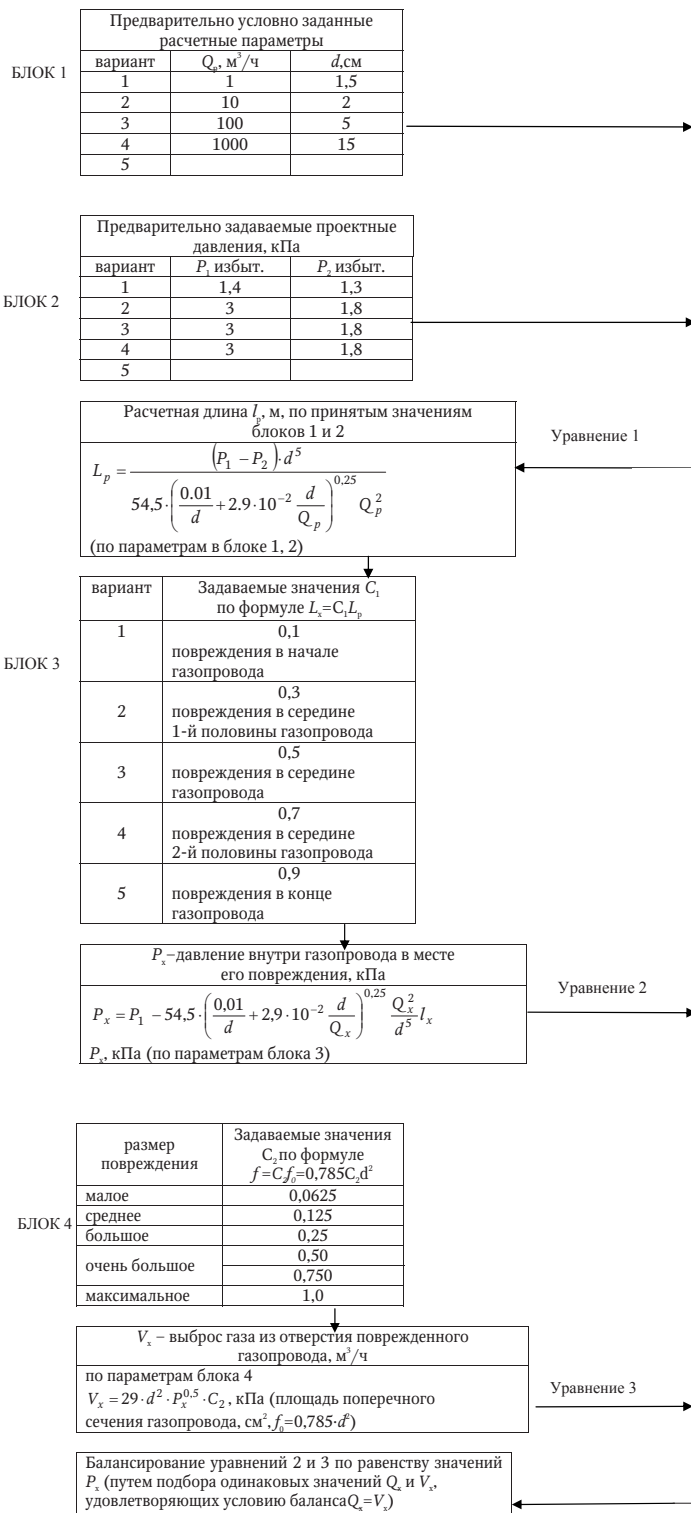 Предварительно условно заданные
расчетные параметры
БЛОК 1
вариант Qр, м³/ч d,см
1 1 1,5
2 10 2
3 100 5
4 1000 15
5
Предварительно задаваемые проектные
давления, кПа
БЛОК 2
вариант P₁ избыт. P₂ избыт.
1 1,4 1,3
2 3 1,8
3 3 1,8
4 3 1,8
5
Расчетная длина lр, м, по принятым значениям
блоков 1 и 2
Уравнение 1
L_p = (P₁ − P₂)·d⁵ / 54,5·(0.01/d + 2.9·10⁻² d/Q_p)^0,25 Q_p²
(по параметрам в блоке 1, 2)
БЛОК 3
вариант Задаваемые значения C₁
по формуле Lₓ=C₁Lр
1 0,1
повреждения в начале
газопровода
2 0,3
повреждения в середине
1-й половины газопровода
3 0,5
повреждения в середине
газопровода
4 0,7
повреждения в середине
2-й половины газопровода
5 0,9
повреждения в конце
газопровода
Pₓ–давление внутри газопровода в месте
его повреждения, кПа
Уравнение 2
Pₓ = P₁ − 54,5·(0,01/d + 2,9·10⁻² d/Qₓ)^0,25 Qₓ²/d⁵ lₓ
Pₓ, кПа (по параметрам блока 3)
БЛОК 4
размер
повреждения
Задаваемые значения
C₂ по формуле
f=C₂f₀=0,785C₂d²
малое 0,0625
среднее 0,125
большое 0,25
очень большое 0,50
0,750
максимальное 1,0
Vₓ – выброс газа из отверстия поврежденного
газопровода, м³/ч
по параметрам блока 4
Уравнение 3
Vₓ = 29·d²·Pₓ^0,5·C₂, кПа (площадь поперечного
сечения газопровода, см², f₀=0,785·d²)
Балансирование уравнений 2 и 3 по равенству значений
Pₓ (путем подбора одинаковых значений Qₓ и Vₓ,
удовлетворяющих условию баланса Qₓ=Vₓ)